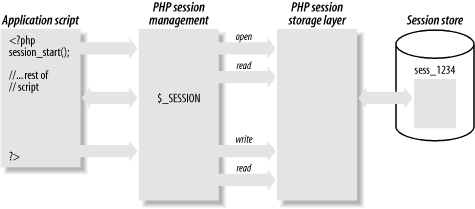 Application script
PHP session
management
PHP session
storage layer
Session store
<?php
session_start();
//...rest of
// script
?>
$_SESSION
open
read
write
read
sess_1234